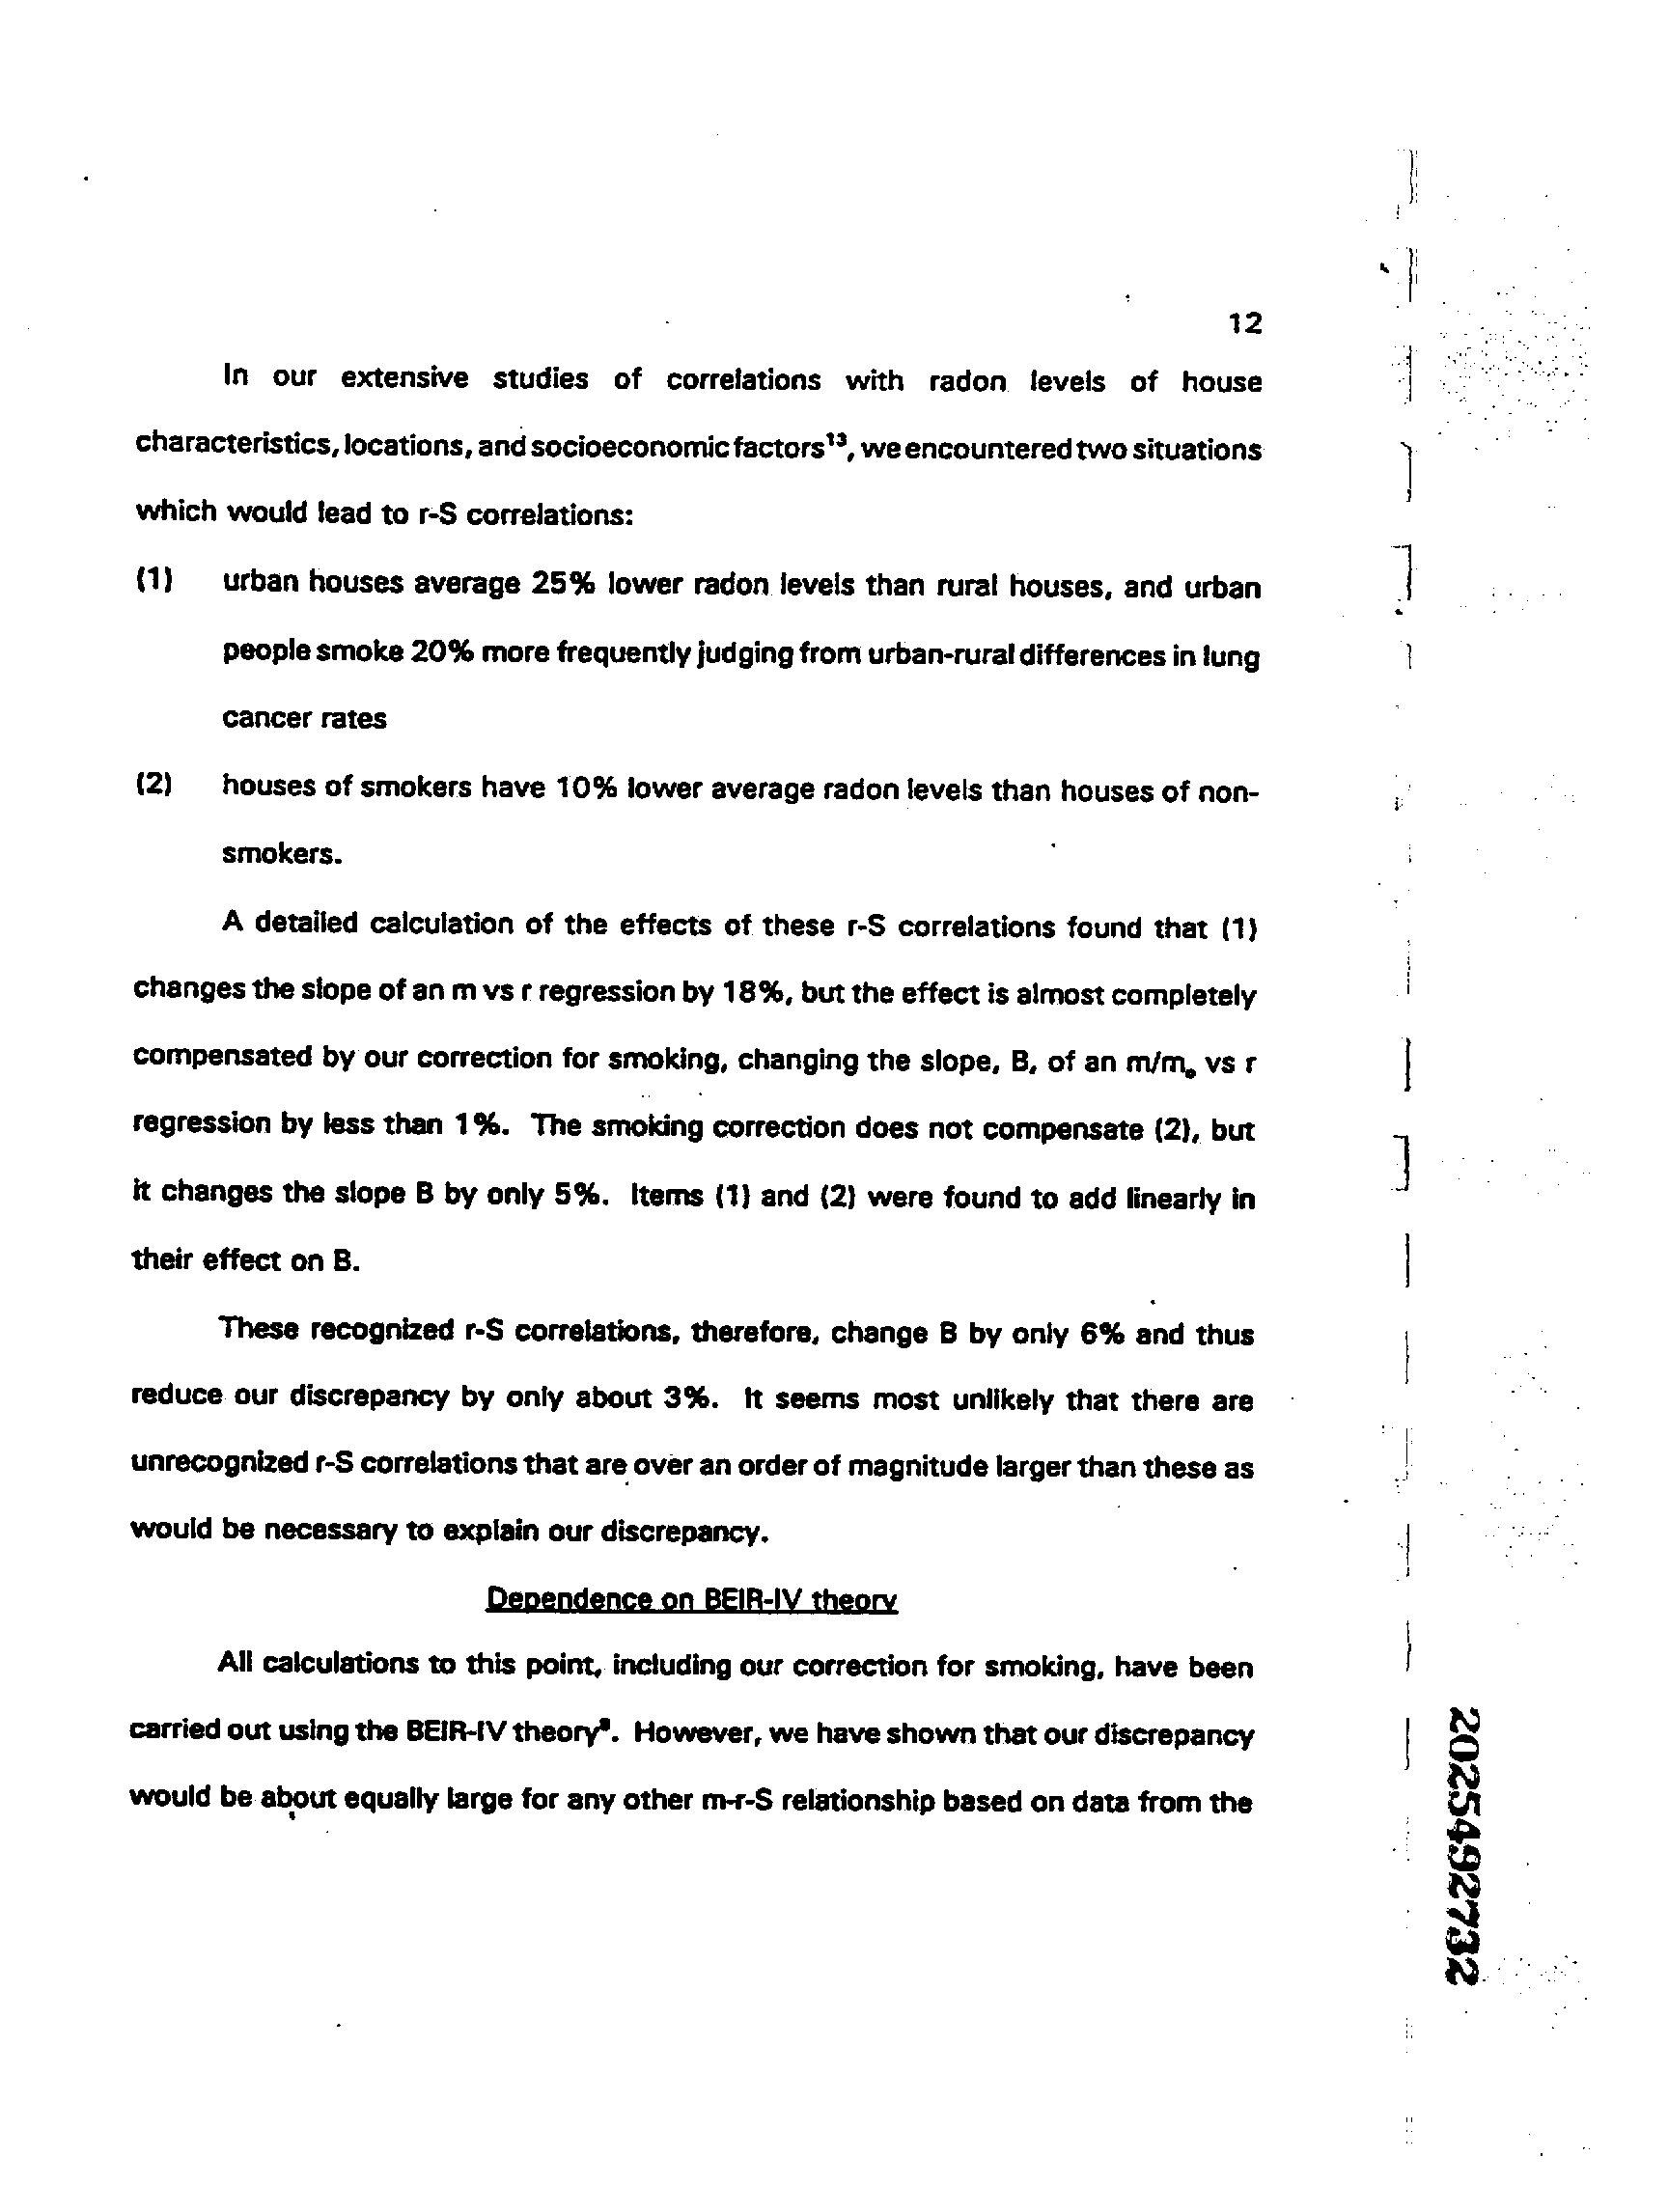 12
In our extensive studies of correlations with radon levels of house
characteristics, locations, and socioeconomic factors¹³, we encountered two situations
which would lead to r-S correlations:
(1) urban houses average 25% lower radon levels than rural houses, and urban
people smoke 20% more frequently judging from urban-rural differences in lung
cancer rates
(2) houses of smokers have 10% lower average radon levels than houses of non-
smokers.
A detailed calculation of the effects of these r-S correlations found that (1)
changes the slope of an m vs r regression by 18%, but the effect is almost completely
compensated by our correction for smoking, changing the slope, B, of an m/mₒ vs r
regression by less than 1%. The smoking correction does not compensate (2), but
it changes the slope B by only 5%. Items (1) and (2) were found to add linearly in
their effect on B.
These recognized r-S correlations, therefore, change B by only 6% and thus
reduce our discrepancy by only about 3%. It seems most unlikely that there are
unrecognized r-S correlations that are over an order of magnitude larger than these as
would be necessary to explain our discrepancy.
Dependence on BEIR-IV theory
All calculations to this point, including our correction for smoking, have been
carried out using the BEIR-IV theory. However, we have shown that our discrepancy
would be about equally large for any other m-r-S relationship based on data from the
2025492732